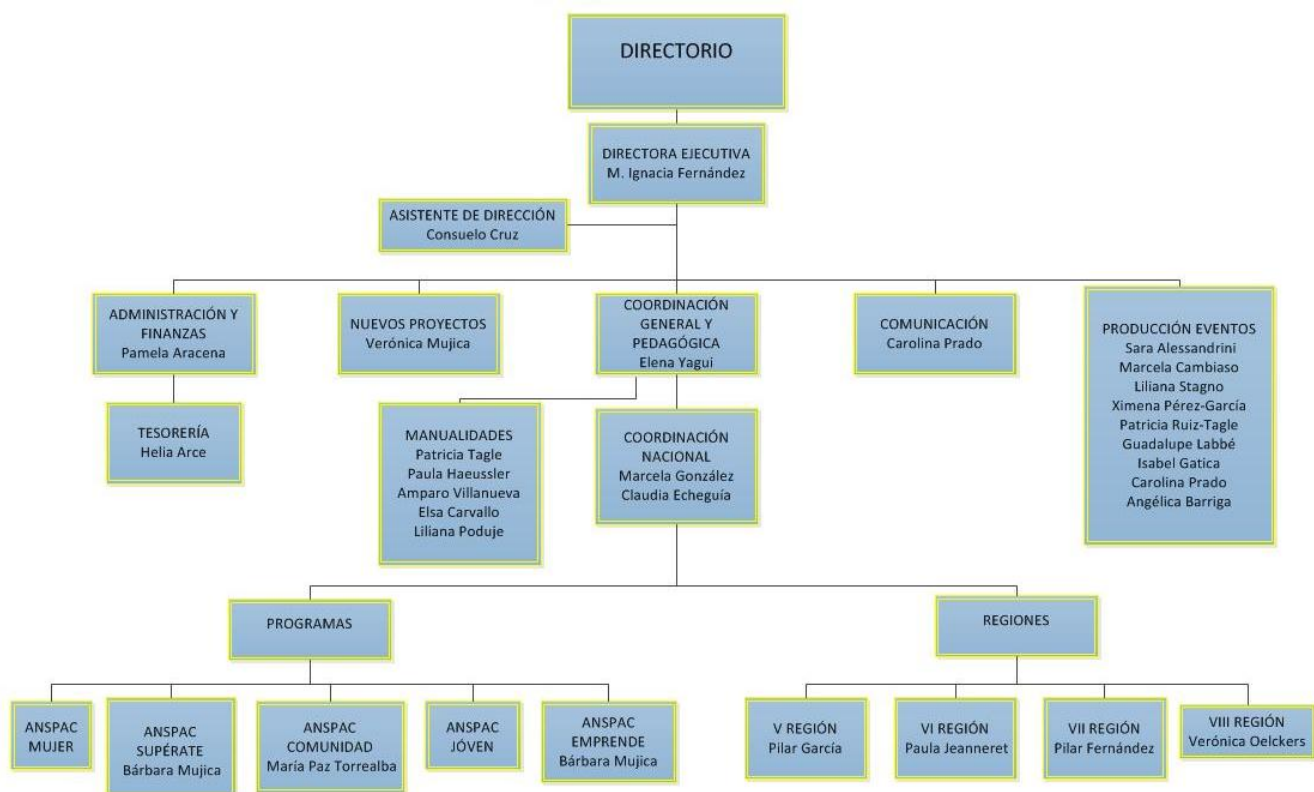 DIRECTORIO
DIRECTORA EJECUTIVA
M. Ignacia Fernández
ASISTENTE DE DIRECCIÓN
Consuelo Cruz
ADMINISTRACIÓN Y
FINANZAS
Pamela Aracena
NUEVOS PROYECTOS
Verónica Mujica
COORDINACIÓN
GENERAL Y
PEDAGÓGICA
Elena Yagui
COMUNICACIÓN
Carolina Prado
PRODUCCIÓN EVENTOS
Sara Alessandrini
Marcela Cambiaso
Liliana Stagno
Ximena Pérez-García
Patricia Ruiz-Tagle
Guadalupe Labbé
Isabel Gatica
Carolina Prado
Angélica Barriga
TESORERÍA
Helia Arce
MANUALIDADES
Patricia Tagle
Paula Haeussler
Amparo Villanueva
Elsa Carvallo
Liliana Poduje
COORDINACIÓN
NACIONAL
Marcela González
Claudia Echeguía
PROGRAMAS
REGIONES
ANSPAC
MUJER
ANSPAC
SUPÉRATE
Bárbara Mujica
ANSPAC
COMUNIDAD
María Paz Torrealba
ANSPAC
JÓVEN
ANSPAC
EMPRENDE
Bárbara Mujica
V REGIÓN
Pilar García
VI REGIÓN
Paula Jeanneret
VII REGIÓN
Pilar Fernández
VIII REGIÓN
Verónica Oelckers